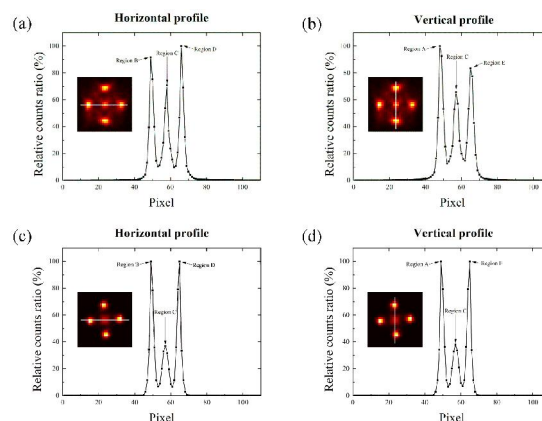 (a)
Horizontal profile
Relative counts ratio (%)
100
80
60
40
20
0
Region B
Region C
Region D
0 20 40 60 80 100
Pixel
(b)
Vertical profile
Relative counts ratio (%)
100
80
60
40
20
0
Region A
Region C
Region E
0 20 40 60 80 100
Pixel
(c)
Horizontal profile
Relative counts ratio (%)
100
80
60
40
20
0
Region B
Region C
Region D
0 20 40 60 80 100
Pixel
(d)
Vertical profile
Relative counts ratio (%)
100
80
60
40
20
0
Region A
Region C
Region
0 20 40 60 80 100
Pixel